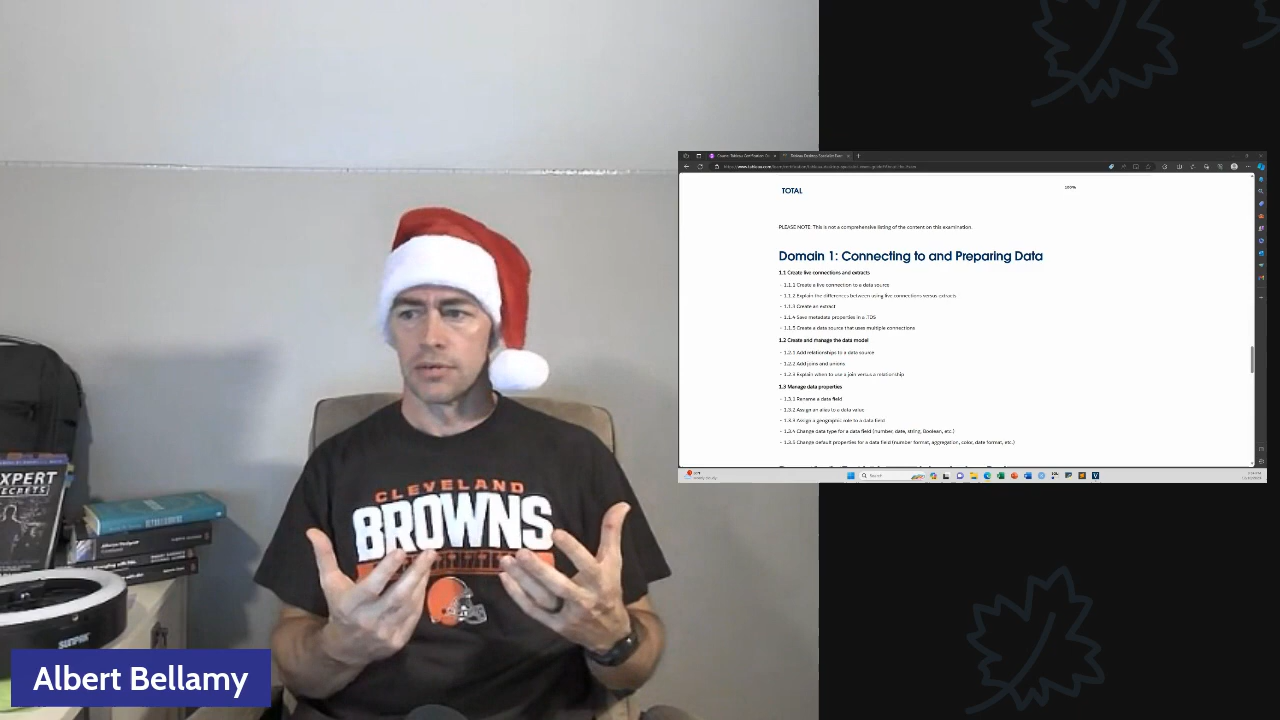 TOTAL
100%
PLEASE NOTE: This is not a comprehensive listing of the content on this examination.
Domain 1: Connecting to and Preparing Data
1.1 Create live connections and extracts
- 1.1.1 Create a live connection to a data source
- 1.1.2 Explain the differences between using live connections versus extracts
- 1.1.3 Create an extract
- 1.1.4 Save metadata properties in a .TDS
- 1.1.5 Create a data source that uses multiple connections
1.2 Create and manage the data model
- 1.2.1 Add relationships to a data source
- 1.2.2 Add joins and unions
- 1.2.3 Explain when to use a join versus a relationship
1.3 Manage data properties
- 1.3.1 Rename a data field
- 1.3.2 Assign an alias to a data value
- 1.3.3 Assign a geographic role to a data field
- 1.3.4 Change data type for a data field (number, date, string, Boolean, etc.)
- 1.3.5 Change default properties for a data field (number format, aggregation, color, date format, etc.)
Search
CLEVELAND
BROWNS
EXPERT
SECRETS
SUNPAK
Albert Bellamy